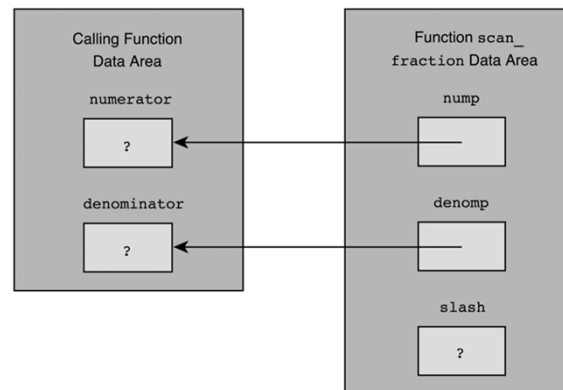 Calling Function
Data Area
numerator
?
denominator
?
Function scan_
fraction Data Area
nump
denomp
slash
?